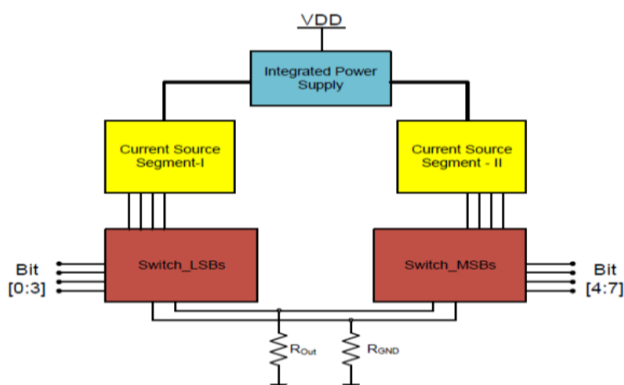 VDD
Integrated Power
Supply
Current Source
Segment-I
Current Source
Segment - II
Switch_LSBs
Switch_MSBs
Bit
[0:3]
Bit
[4:7]
ROut
RGND